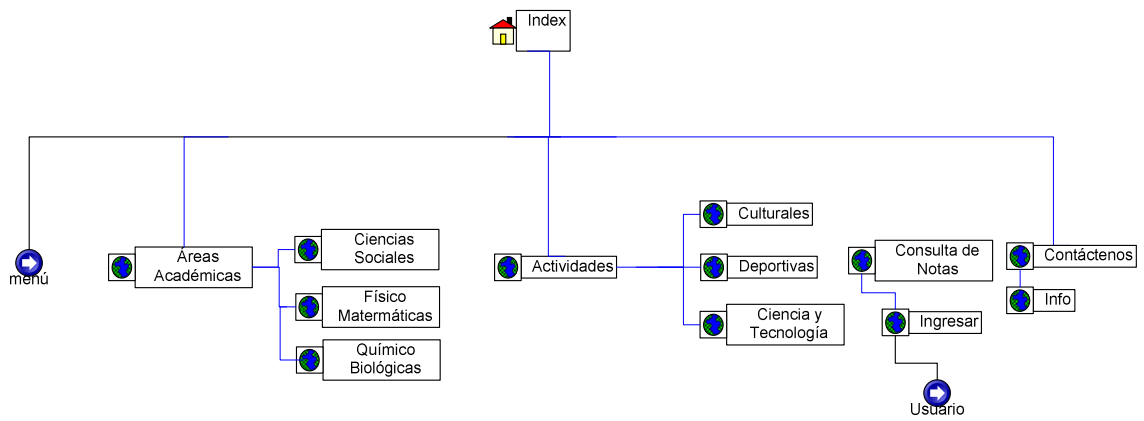 Index
menú
Áreas
Académicas
Ciencias
Sociales
Físico
Matermáticas
Químico
Biológicas
Actividades
Culturales
Deportivas
Ciencia y
Tecnología
Consulta de
Notas
Ingresar
Usuario
Contáctenos
Info